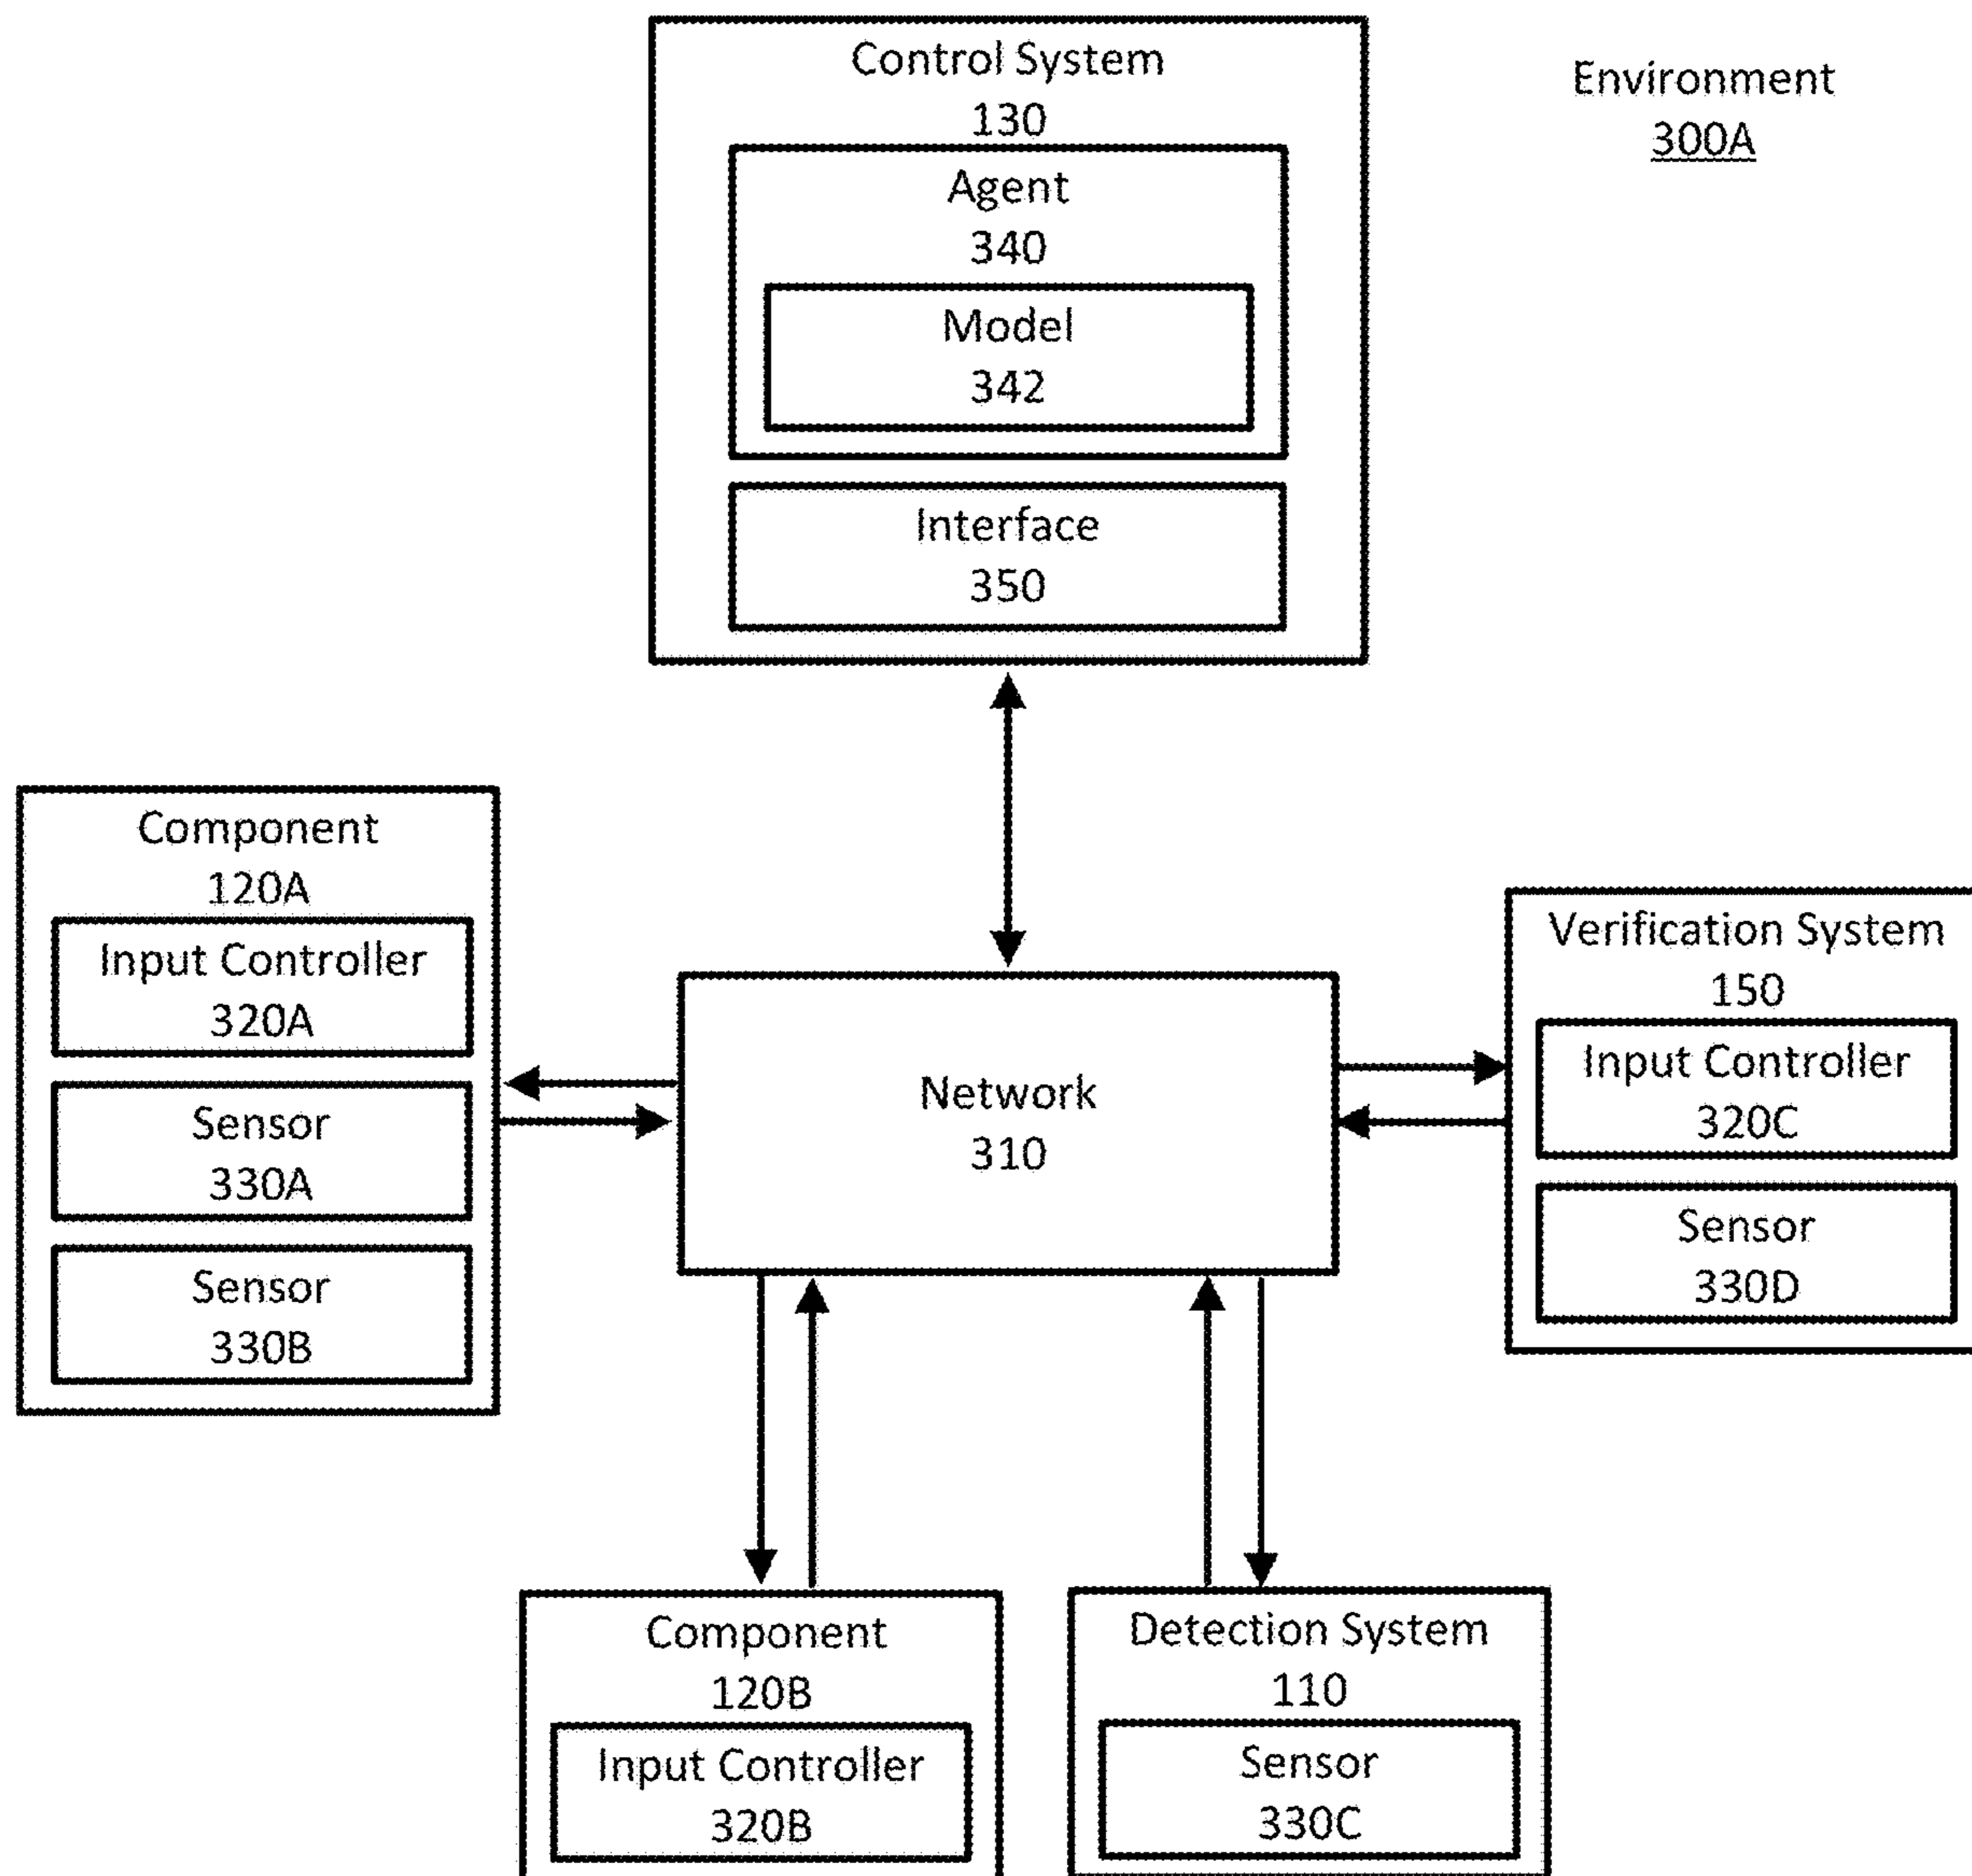 Control System
130
Environment
300A
Agent
340
Model
342
Interface
350
Component
120A
Input Controller
320A
Sensor
330A
Sensor
330B
Network
310
Verification System
150
Input Controller
320C
Sensor
330D
Component
120B
Input Controller
320B
Detection System
110
Sensor
330C